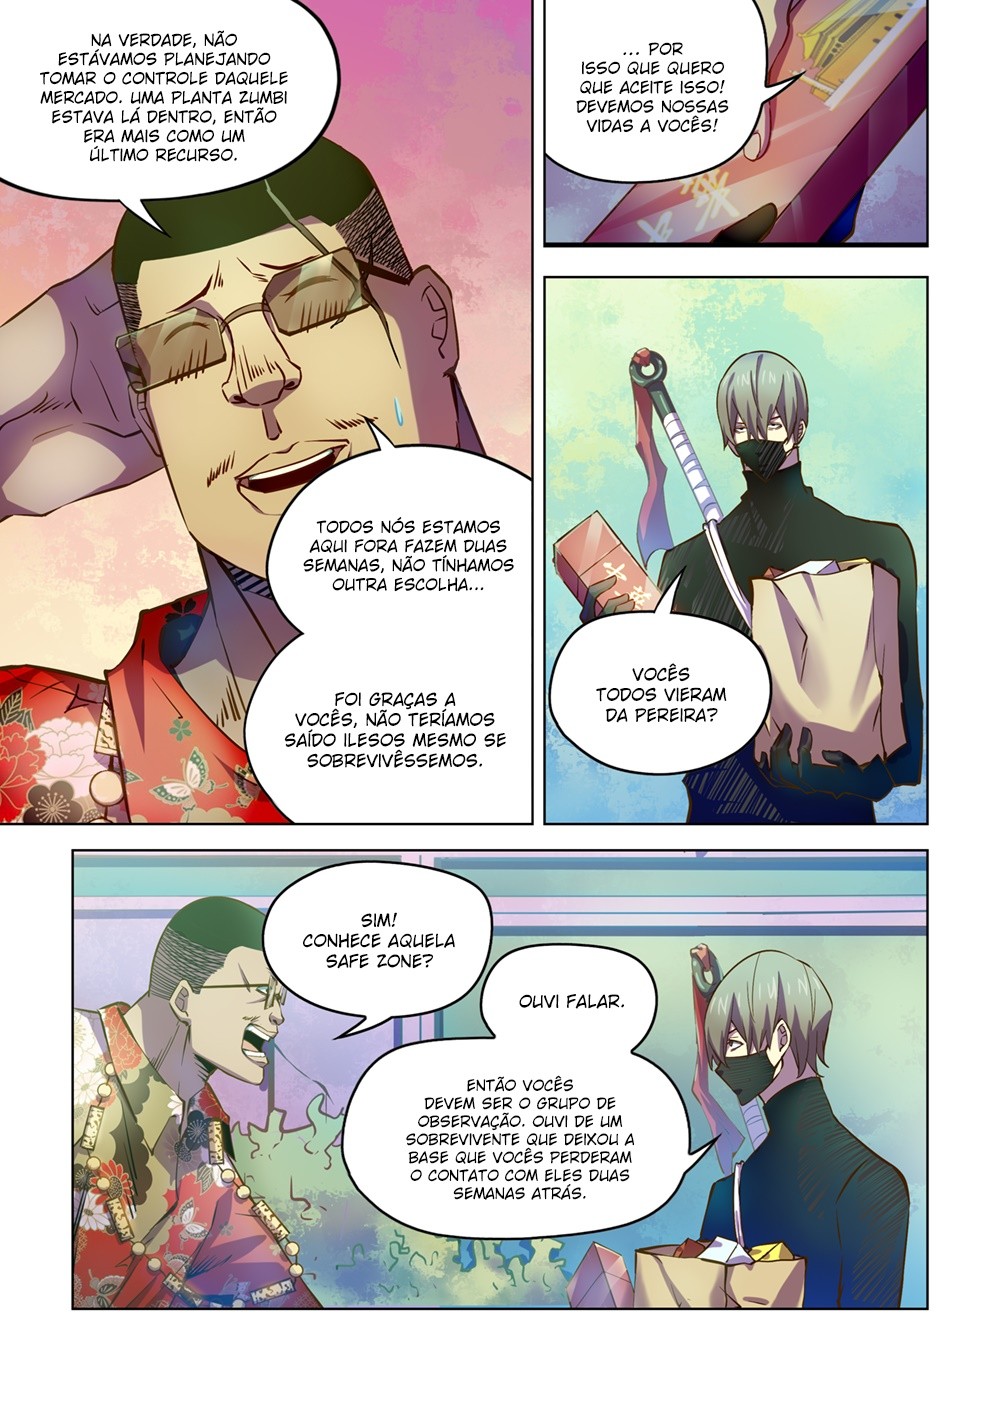 NA VERDADE, NÃO
ESTÁVAMOS PLANEJANDO
TOMAR O CONTROLE DAQUELE
MERCADO. UMA PLANTA ZUMBI
ESTAVA LÁ DENTRO, ENTÃO
ERA MAIS COMO UM
ÚLTIMO RECURSO.
TODOS NÓS ESTAMOS
AQUI FORA FAZEM DUAS
SEMANAS, NÃO TÍNHAMOS
OUTRA ESCOLHA...
FOI GRAÇAS A
VOCÊS, NÃO TERÍAMOS
SAÍDO ILESOS MESMO SE
SOBREVIVÊSSEMOS.
... POR
ISSO QUE QUERO
QUE ACEITE ISSO!
DEVEMOS NOSSAS
VIDAS A VOCÊS!
VOCÊS
TODOS VIERAM
DA PEREIRA?
SIM!
CONHECE AQUELA
SAFE ZONE?
OUVI FALAR.
ENTÃO VOCÊS
DEVEM SER O GRUPO DE
OBSERVAÇÃO. OUVI DE UM
SOBREVIVENTE QUE DEIXOU A
BASE QUE VOCÊS PERDERAM
O CONTATO COM ELES DUAS
SEMANAS ATRÁS.